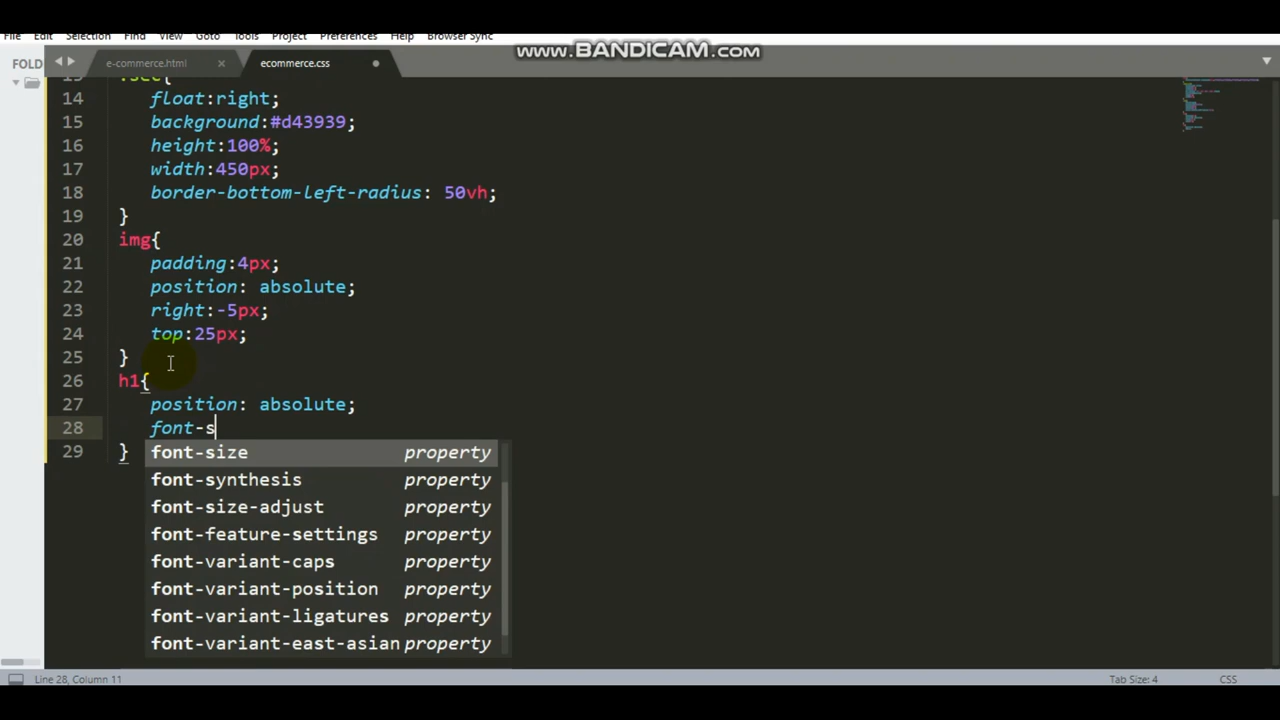 File Edit Selection Find View Goto Tools Project Preferences Help Browser Sync
www.BANDICAM.com
FOLD
e-commerce.html
ecommerce.css
13 .sec{
14 float:right;
15 background:#d43939;
16 height:100%;
17 width:450px;
18 border-bottom-left-radius: 50vh;
19 }
20 img{
21 padding:4px;
22 position: absolute;
23 right:-5px;
24 top:25px;
25 }
26 h1{
27 position: absolute;
28 font-s
29 }
font-size property
font-synthesis property
font-size-adjust property
font-feature-settings property
font-variant-caps property
font-variant-position property
font-variant-ligatures property
font-variant-east-asian property
Line 28, Column 11
Tab Size: 4
CSS